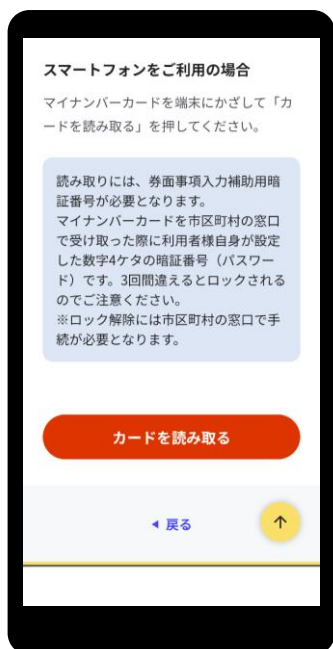 スマートフォンをご利用の場合
マイナンバーカードを端末にかざして「カ
ードを読み取る」を押してください。
読み取りには、券面事項入力補助用暗
証番号が必要となります。
マイナンバーカードを市区町村の窓口
で受け取った際に利用者様自身が設定
した数字4ケタの暗証番号（パスワー
ド）です。3回間違えるとロックされる
のでご注意ください。
※ロック解除には市区町村の窓口で手
続が必要となります。
カードを読み取る
戻る